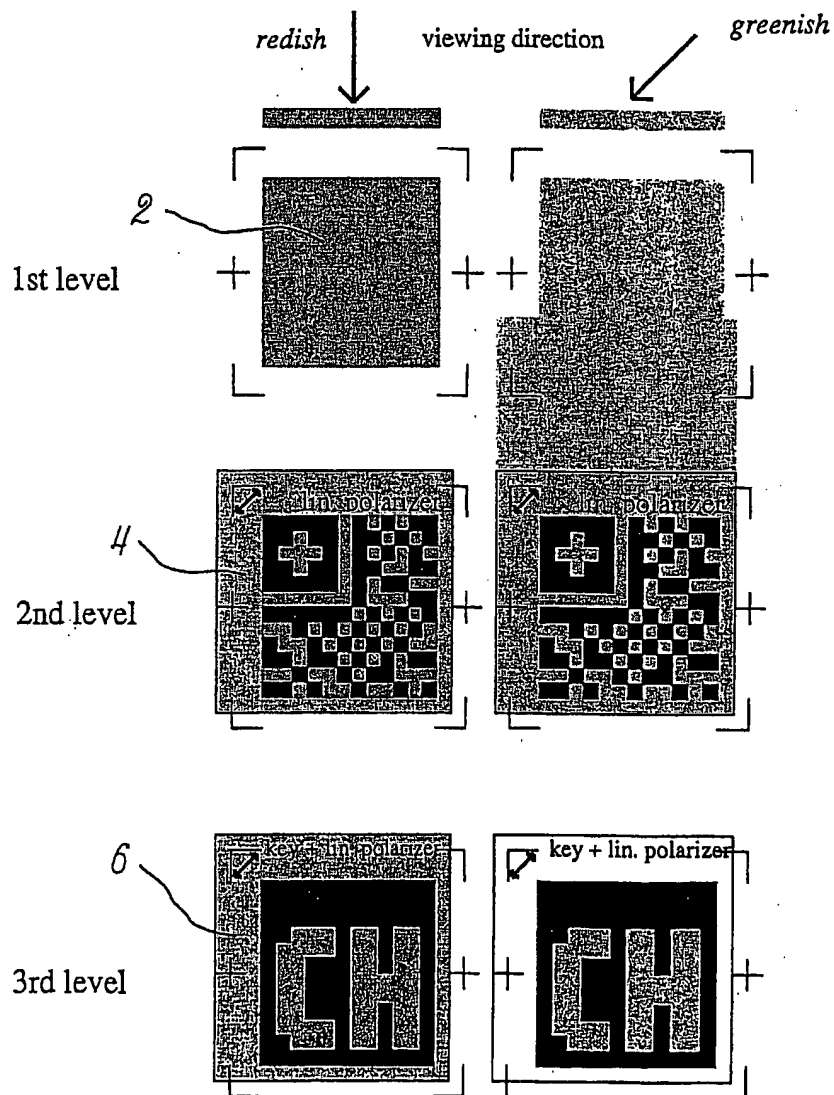 redish viewing direction greenish
2
1st level
lin. polarizer lin. polarizer
4
2nd level
key + lin. polarizer key + lin. polarizer
6
CH CH
3rd level